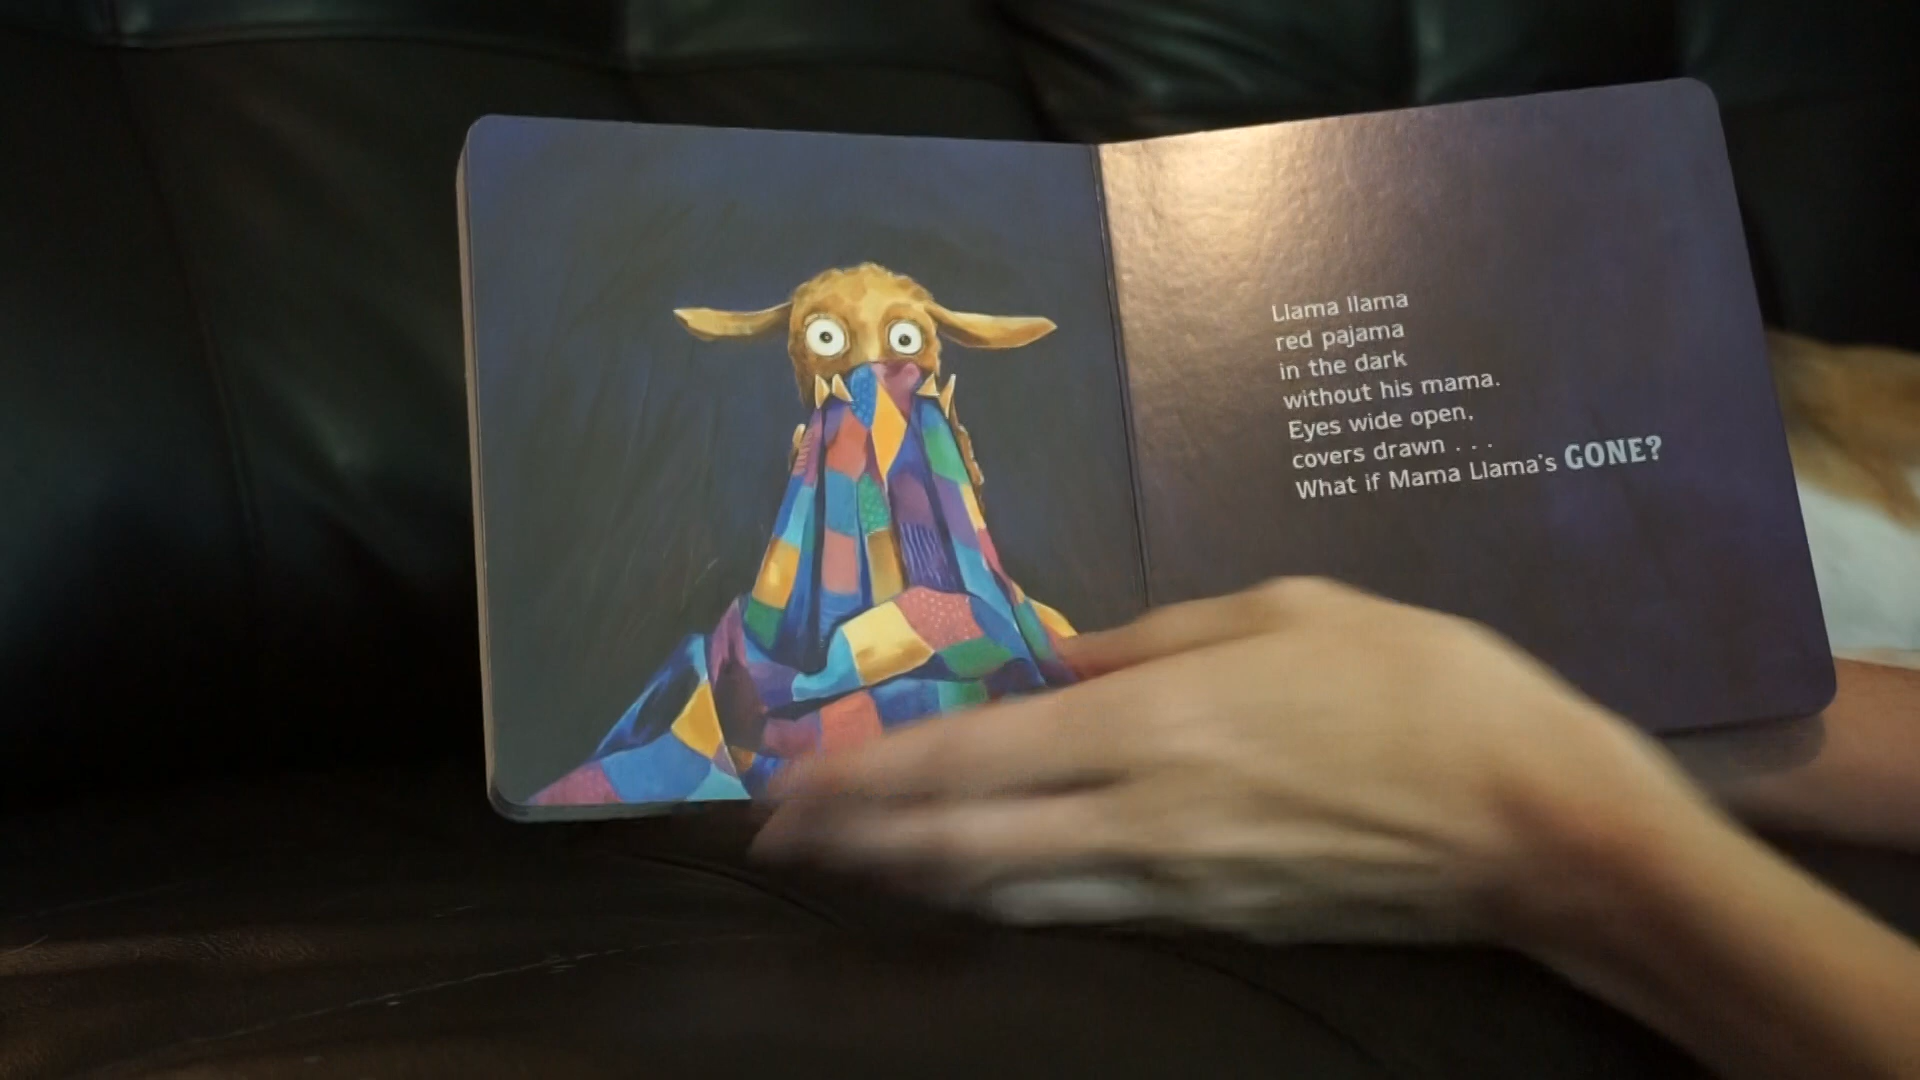 Llama llama
red pajama
in the dark
without his mama.
Eyes wide open,
covers drawn . . .
What if Mama Llama's GONE?